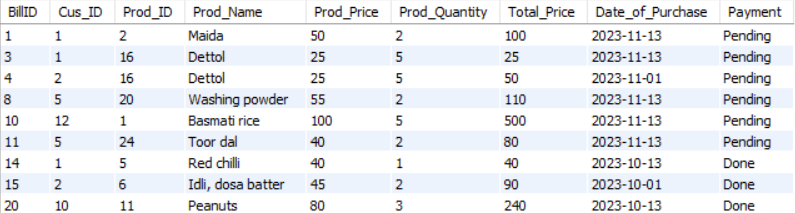 BillID Cus_ID Prod_ID Prod_Name Prod_Price Prod_Quantity Total_Price Date_of_Purchase Payment
1 1 2 Maida 50 2 100 2023-11-13 Pending
3 1 16 Dettol 25 5 25 2023-11-13 Pending
4 2 16 Dettol 25 5 50 2023-11-01 Pending
8 5 20 Washing powder 55 2 110 2023-11-13 Pending
10 12 1 Basmati rice 100 5 500 2023-11-13 Pending
11 5 24 Toor dal 40 2 80 2023-11-13 Pending
14 1 5 Red chilli 40 1 40 2023-10-13 Done
15 2 6 Idli, dosa batter 45 2 90 2023-10-01 Done
20 10 11 Peanuts 80 3 240 2023-10-13 Done